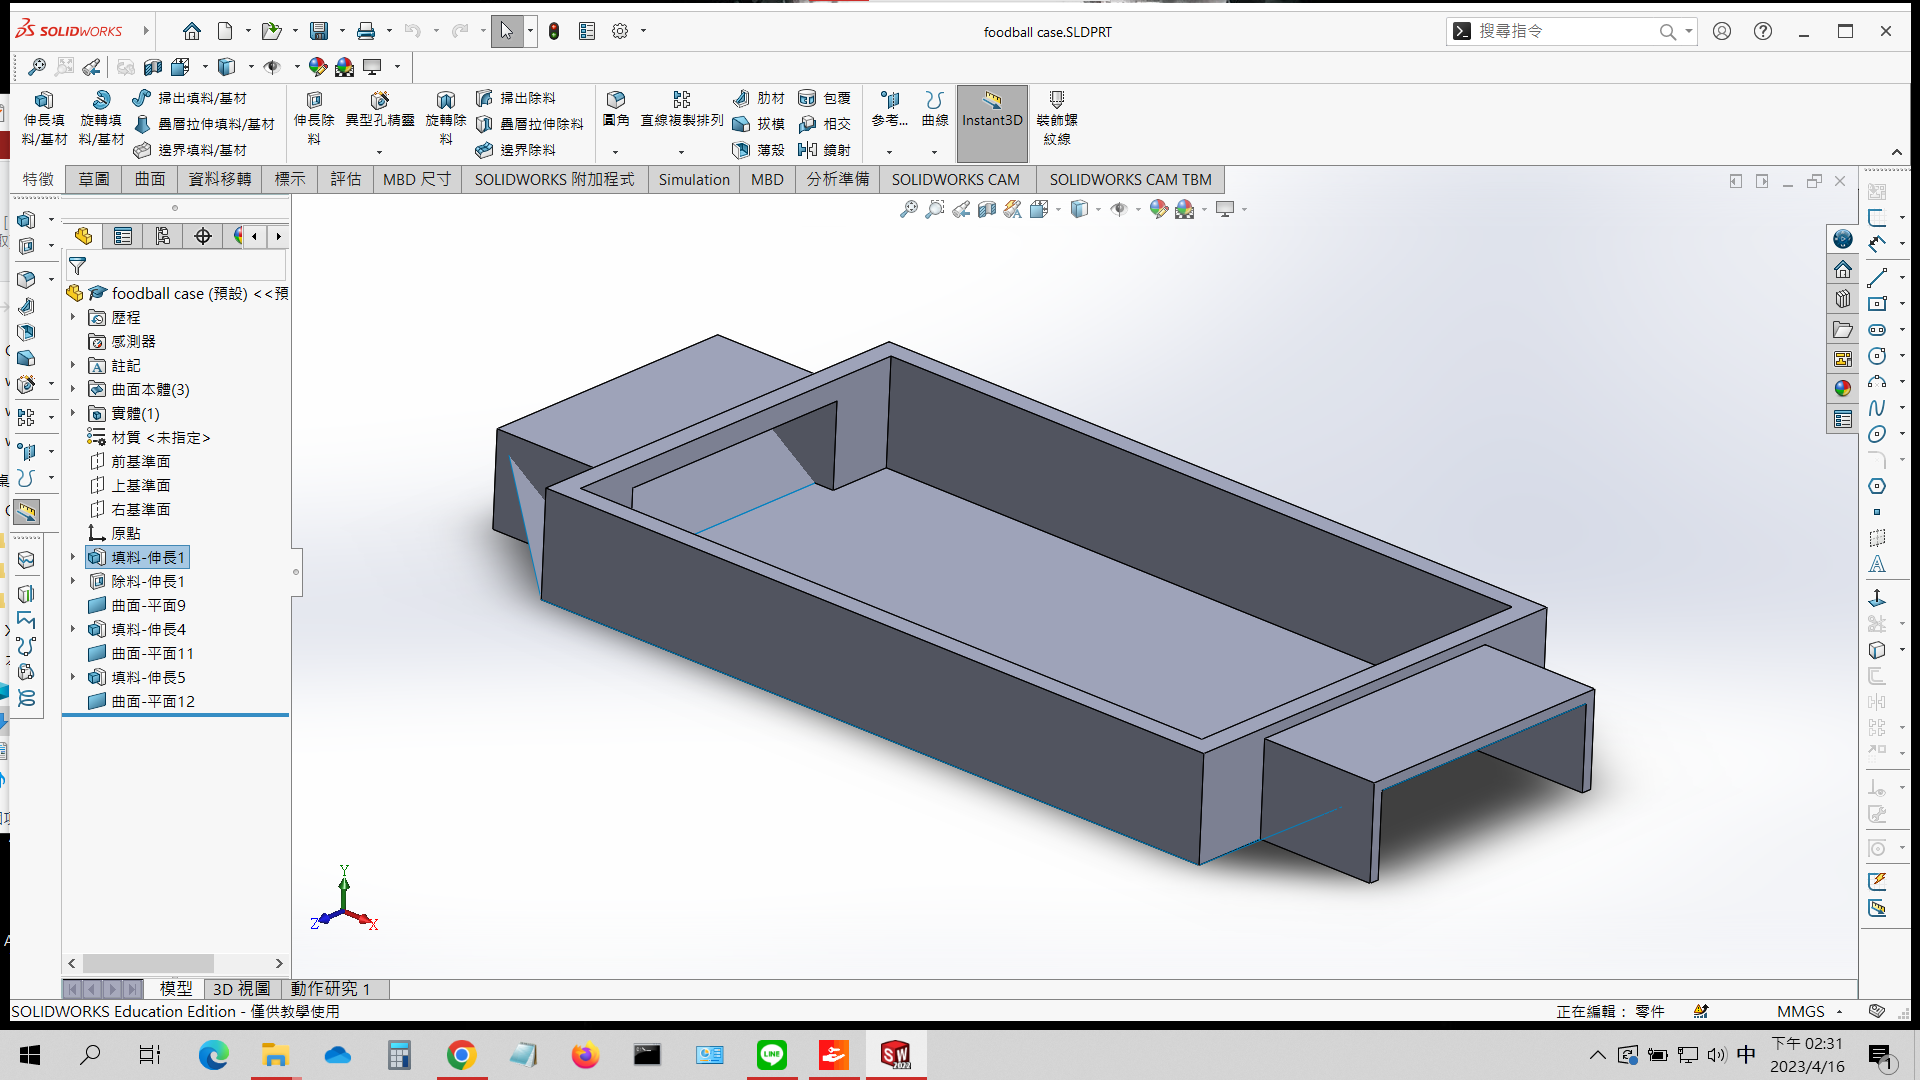 SOLIDWORKS
foodball case.SLDPRT
搜尋指令
伸長填料/基材
旋轉填料/基材
掃出填料/基材
疊層拉伸填料/基材
邊界填料/基材
伸長除料
異型孔精靈
旋轉除料
掃出除料
疊層拉伸除料
邊界除料
圓角
直線複製排列
肋材
拔模
薄殼
包覆
相交
鏡射
參考...
曲線
Instant3D
裝飾螺紋線
特徵
草圖
曲面
資料移轉
標示
評估
MBD 尺寸
SOLIDWORKS 附加程式
Simulation
MBD
分析準備
SOLIDWORKS CAM
SOLIDWORKS CAM TBM
foodball case (預設) <<預
歷程
感測器
註記
曲面本體(3)
實體(1)
材質 <未指定>
前基準面
上基準面
右基準面
原點
填料-伸長1
除料-伸長1
曲面-平面9
填料-伸長4
曲面-平面11
填料-伸長5
曲面-平面12
Y
Z
X
模型
3D 視圖
動作研究 1
SOLIDWORKS Education Edition - 僅供教學使用
正在編輯： 零件
MMGS
LINE
SW
2022
中
下午 02:31
2023/4/16
1